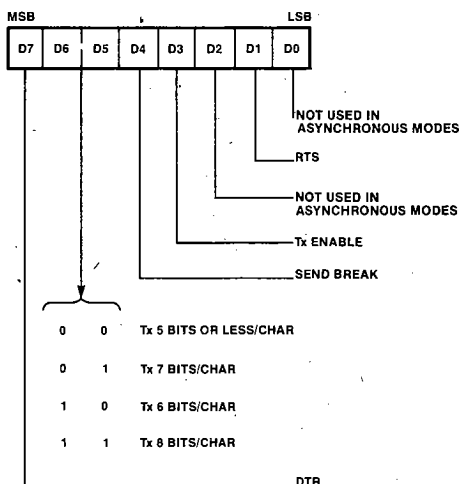 MSB LSB
D7 D6 D5 D4 D3 D2 D1 D0
NOT USED IN
ASYNCHRONOUS MODES
RTS
NOT USED IN
ASYNCHRONOUS MODES
Tx ENABLE
SEND BREAK
0 0 Tx 5 BITS OR LESS/CHAR
0 1 Tx 7 BITS/CHAR
1 0 Tx 6 BITS/CHAR
1 1 Tx 8 BITS/CHAR
DTR